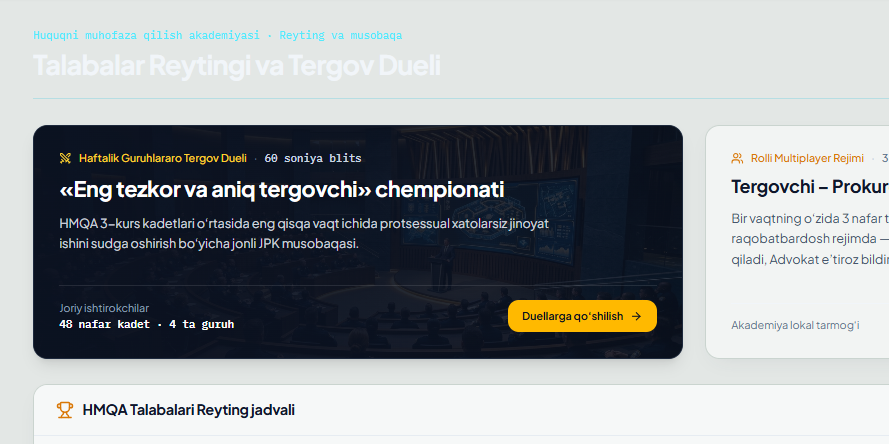 Huquqni muhofaza qilish akademiyasi · Reyting va musobaqa
Talabalar Reytingi va Tergov Dueli
Haftalik Guruhlararo Tergov Dueli · 60 soniya blits
«Eng tezkor va aniq tergovchi» chempionati
HMQA 3-kurs kadetlari o‘rtasida eng qisqa vaqt ichida protsessual xatolarsiz jinoyat
ishini sudga oshirish bo‘yicha jonli JPK musobaqasi.
Joriy ishtirokchilar
48 nafar kadet · 4 ta guruh
Duellarga qo‘shilish →
Rolli Multiplayer Rejimi · 3
Tergovchi – Prokur
Bir vaqtning o‘zida 3 nafar t
raqobatbardosh rejimda —
qiladi, Advokat e’tiroz bildir
Akademiya lokal tarmog‘i
HMQA Talabalari Reyting jadvali